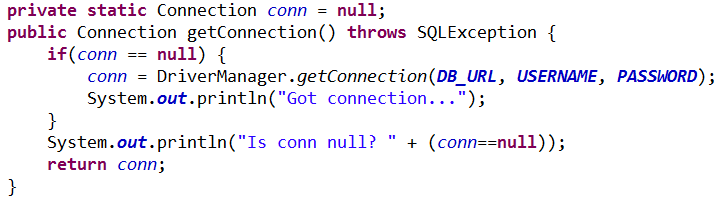 private static Connection conn = null;
public Connection getConnection() throws SQLException {
    if(conn == null) {
        conn = DriverManager.getConnection(DB_URL, USERNAME, PASSWORD);
        System.out.println("Got connection...");
    }
    System.out.println("Is conn null? " + (conn==null));
    return conn;
}